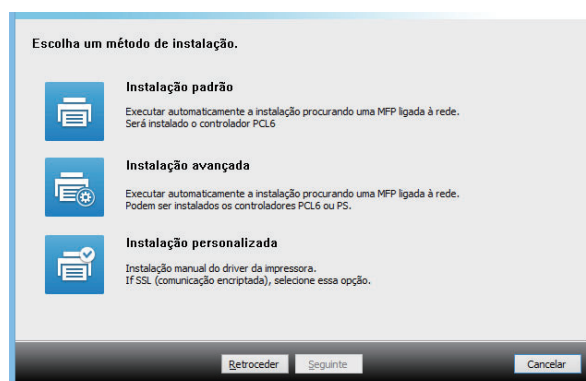 Escolha um método de instalação.
Instalação padrão
Executar automaticamente a instalação procurando uma MFP ligada à rede.
Será instalado o controlador PCL6
Instalação avançada
Executar automaticamente a instalação procurando uma MFP ligada à rede.
Podem ser instalados os controladores PCL6 ou PS.
Instalação personalizada
Instalação manual do driver da impressora.
If SSL (comunicação encriptada), selecione essa opção.
Retroceder Seguinte Cancelar